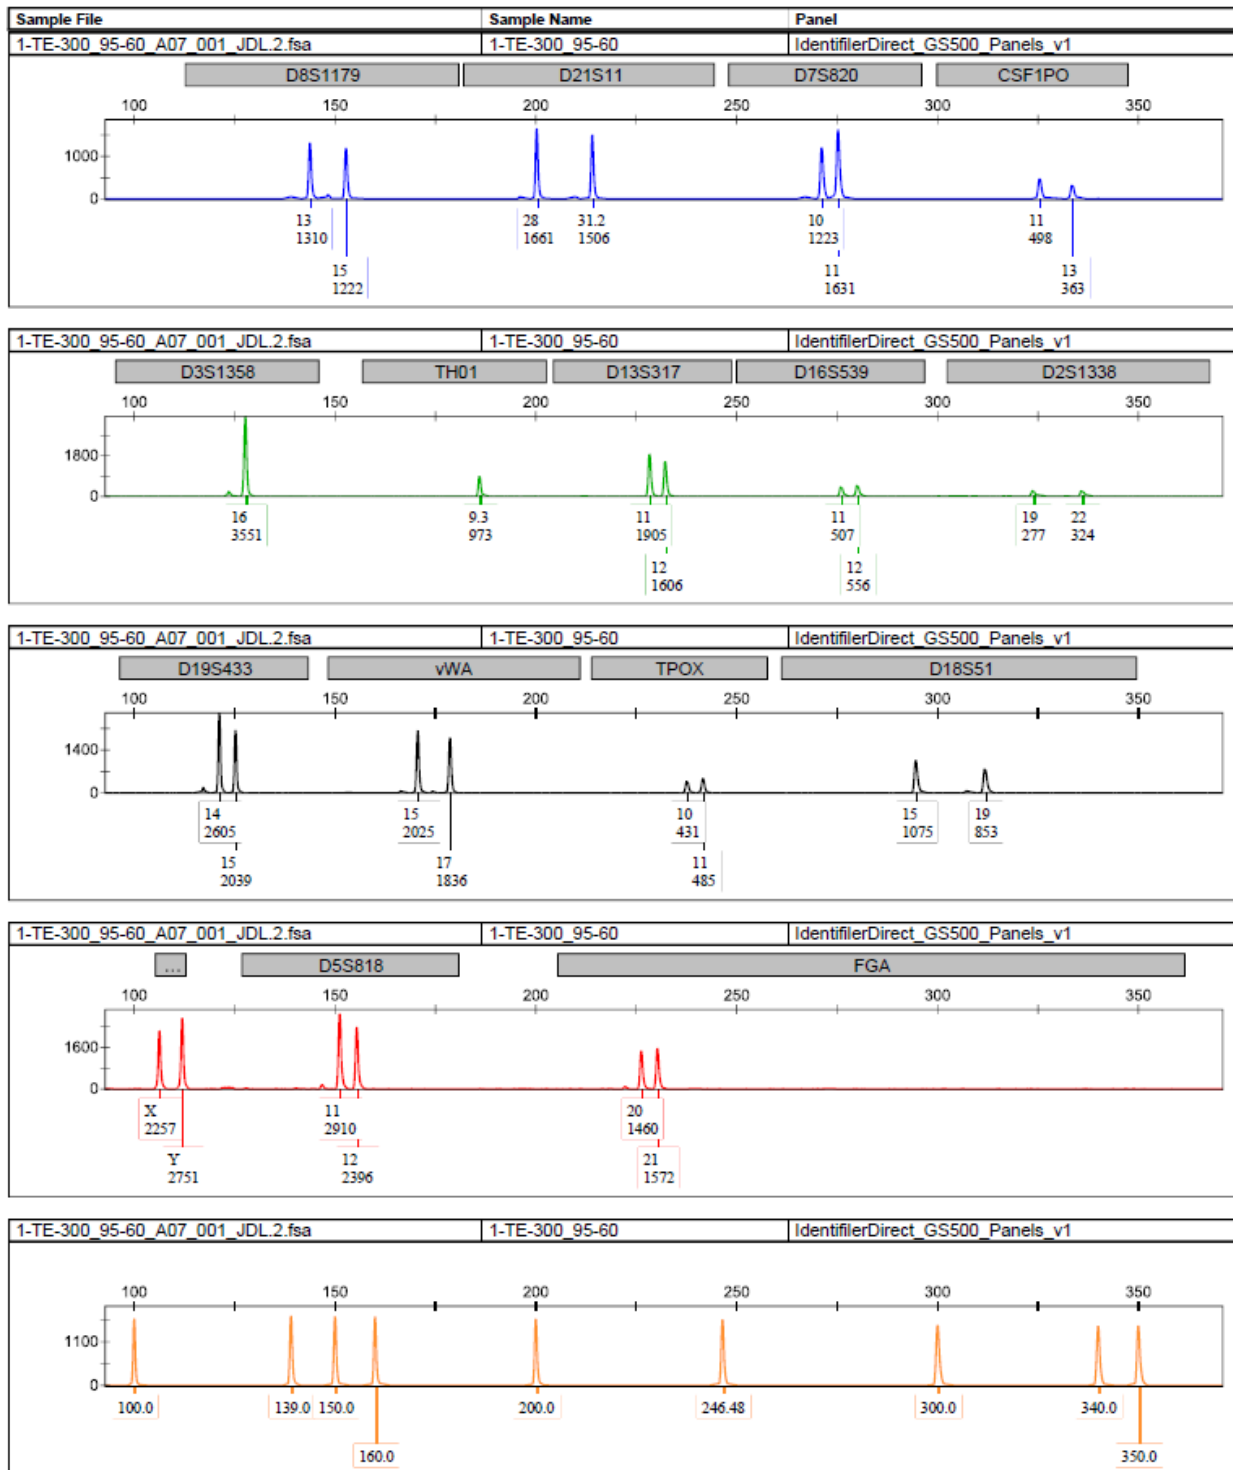 Sample File Sample Name Panel
1-TE-300_95-60_A07_001_JDL.2.fsa 1-TE-300_95-60 IdentifilerDirect_GS500_Panels_v1
D8S1179 D21S11 D7S820 CSF1PO
100 150 200 250 300 350
1000
0
13 28 31.2 10 11
1310 1661 1506 1223 498
15 11 13
1222 1631 363
1-TE-300_95-60_A07_001_JDL.2.fsa 1-TE-300_95-60 IdentifilerDirect_GS500_Panels_v1
D3S1358 TH01 D13S317 D16S539 D2S1338
100 150 200 250 300 350
1800
0
16 9.3 11 11 19 22
3551 973 1905 507 277 324
12 12
1606 556
1-TE-300_95-60_A07_001_JDL.2.fsa 1-TE-300_95-60 IdentifilerDirect_GS500_Panels_v1
D19S433 vWA TPOX D18S51
100 150 200 250 300 350
1400
0
14 15 10 15 19
2605 2025 431 1075 853
15 17 11
2039 1836 485
1-TE-300_95-60_A07_001_JDL.2.fsa 1-TE-300_95-60 IdentifilerDirect_GS500_Panels_v1
... D5S818 FGA
100 150 200 250 300 350
1600
0
X 11 20
2257 2910 1460
Y 12 21
2751 2396 1572
1-TE-300_95-60_A07_001_JDL.2.fsa 1-TE-300_95-60 IdentifilerDirect_GS500_Panels_v1
100 150 200 250 300 350
1100
0
100.0 139.0 150.0 200.0 246.48 300.0 340.0
160.0 350.0